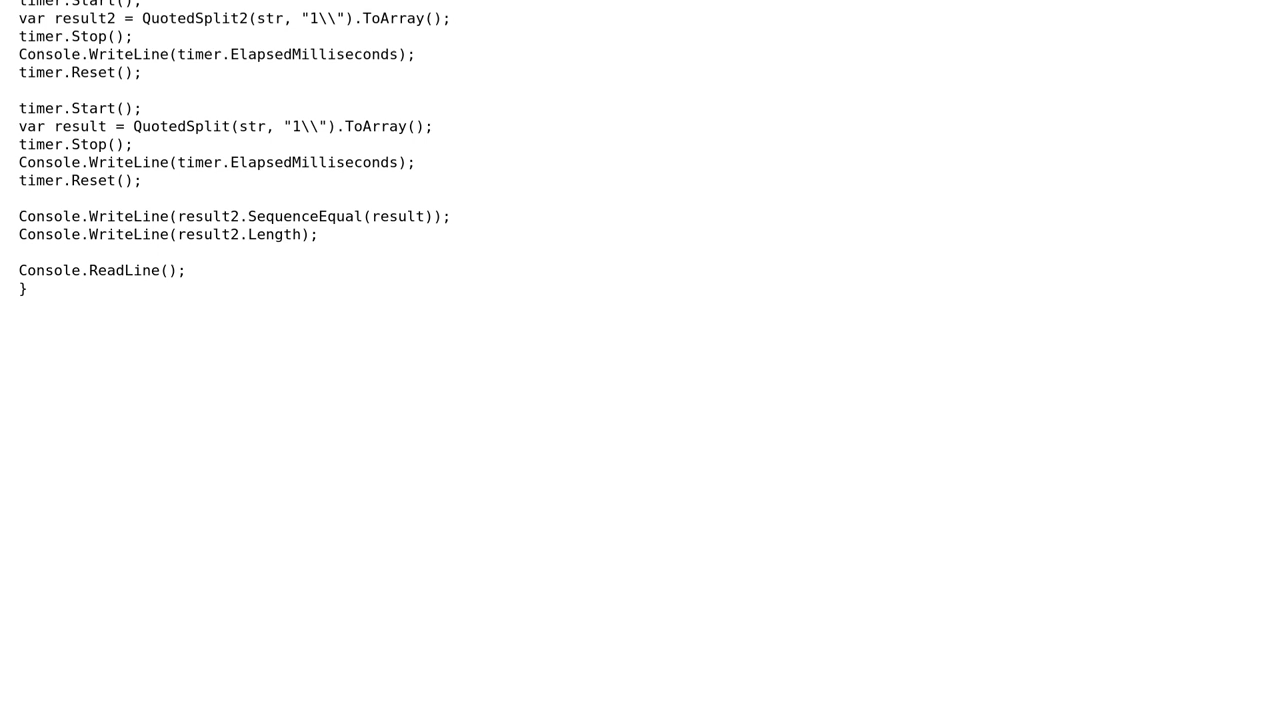 timer.Start();
var result2 = QuotedSplit2(str, "1\\").ToArray();
timer.Stop();
Console.WriteLine(timer.ElapsedMilliseconds);
timer.Reset();

timer.Start();
var result = QuotedSplit(str, "1\\").ToArray();
timer.Stop();
Console.WriteLine(timer.ElapsedMilliseconds);
timer.Reset();

Console.WriteLine(result2.SequenceEqual(result));
Console.WriteLine(result2.Length);

Console.ReadLine();
}